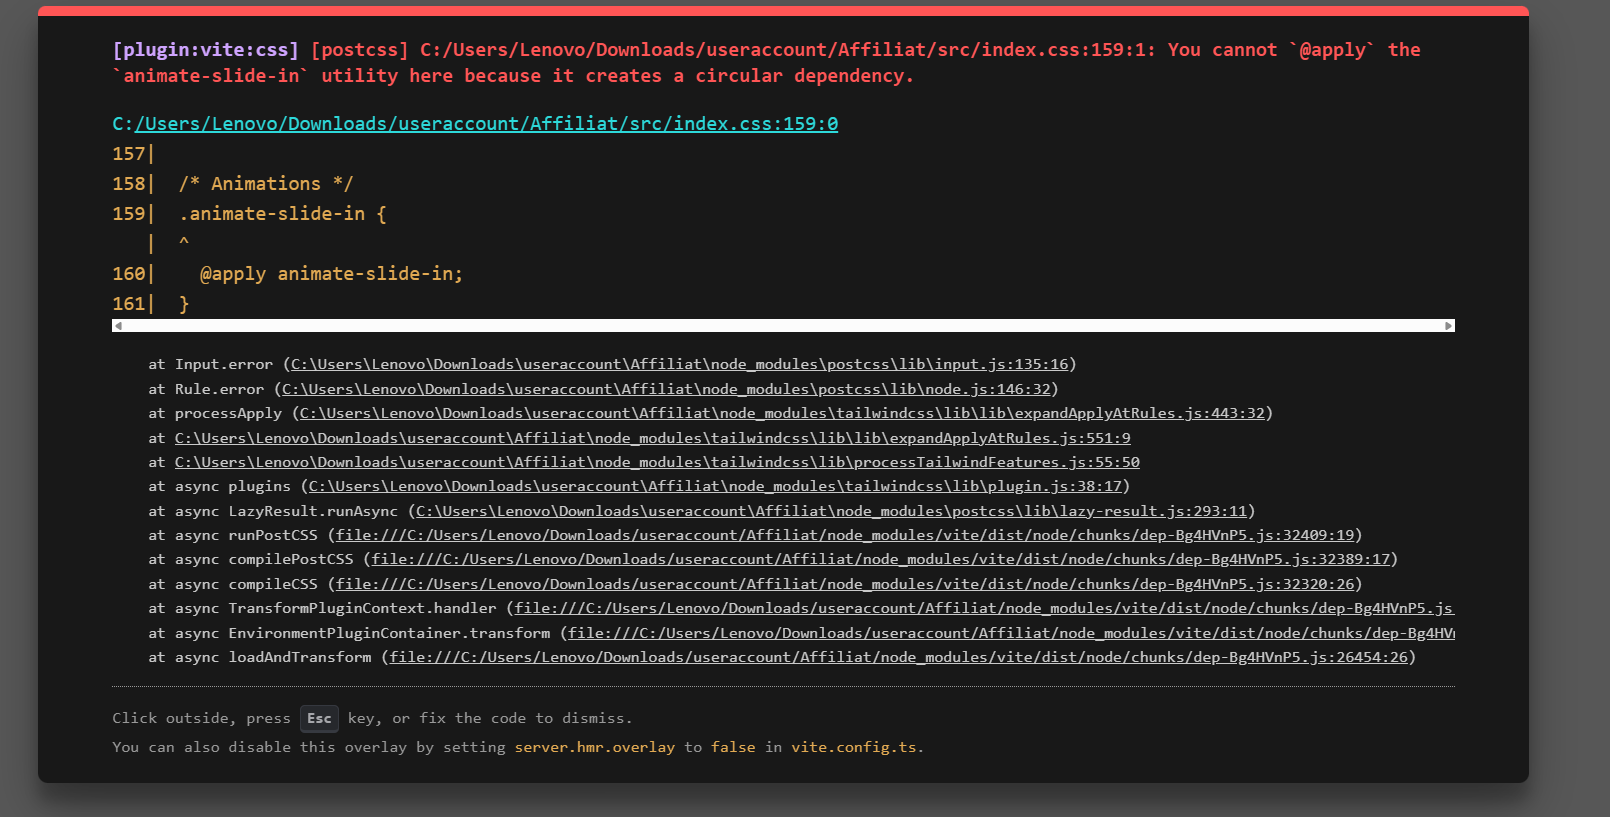 [plugin:vite:css] [postcss] C:/Users/Lenovo/Downloads/useraccount/Affiliat/src/index.css:159:1: You cannot `@apply` the
`animate-slide-in` utility here because it creates a circular dependency.
C:/Users/Lenovo/Downloads/useraccount/Affiliat/src/index.css:159:0
157|
158|  /* Animations */
159|  .animate-slide-in {
   |  ^
160|    @apply animate-slide-in;
161|  }
at Input.error (C:\Users\Lenovo\Downloads\useraccount\Affiliat\node_modules\postcss\lib\input.js:135:16)
at Rule.error (C:\Users\Lenovo\Downloads\useraccount\Affiliat\node_modules\postcss\lib\node.js:146:32)
at processApply (C:\Users\Lenovo\Downloads\useraccount\Affiliat\node_modules\tailwindcss\lib\lib\expandApplyAtRules.js:443:32)
at C:\Users\Lenovo\Downloads\useraccount\Affiliat\node_modules\tailwindcss\lib\lib\expandApplyAtRules.js:551:9
at C:\Users\Lenovo\Downloads\useraccount\Affiliat\node_modules\tailwindcss\lib\processTailwindFeatures.js:55:50
at async plugins (C:\Users\Lenovo\Downloads\useraccount\Affiliat\node_modules\tailwindcss\lib\plugin.js:38:17)
at async LazyResult.runAsync (C:\Users\Lenovo\Downloads\useraccount\Affiliat\node_modules\postcss\lib\lazy-result.js:293:11)
at async runPostCSS (file:///C:/Users/Lenovo/Downloads/useraccount/Affiliat/node_modules/vite/dist/node/chunks/dep-Bg4HVnP5.js:32409:19)
at async compilePostCSS (file:///C:/Users/Lenovo/Downloads/useraccount/Affiliat/node_modules/vite/dist/node/chunks/dep-Bg4HVnP5.js:32389:17)
at async compileCSS (file:///C:/Users/Lenovo/Downloads/useraccount/Affiliat/node_modules/vite/dist/node/chunks/dep-Bg4HVnP5.js:32320:26)
at async TransformPluginContext.handler (file:///C:/Users/Lenovo/Downloads/useraccount/Affiliat/node_modules/vite/dist/node/chunks/dep-Bg4HVnP5.js
at async EnvironmentPluginContainer.transform (file:///C:/Users/Lenovo/Downloads/useraccount/Affiliat/node_modules/vite/dist/node/chunks/dep-Bg4HV
at async loadAndTransform (file:///C:/Users/Lenovo/Downloads/useraccount/Affiliat/node_modules/vite/dist/node/chunks/dep-Bg4HVnP5.js:26454:26)
Click outside, press Esc key, or fix the code to dismiss.
You can also disable this overlay by setting server.hmr.overlay to false in vite.config.ts.